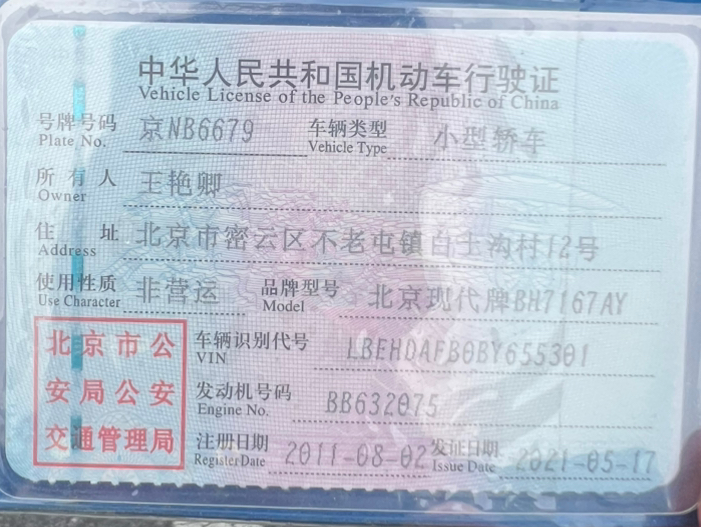 中华人民共和国机动车行驶证
Vehicle License of the People's Republic of China
号牌号码 京NB6679 车辆类型 小型轿车
Plate No. Vehicle Type
所有人 王艳卿
Owner
住址 北京市密云区不老屯镇白土沟村12号
Address
使用性质 非营运 品牌型号 北京现代牌BH7167AY
Use Character Model
北京市公安局公安交通管理局
车辆识别代号 LBEHDAFB0BY655301
VIN
发动机号码 BB632075
Engine No.
注册日期 2011-08-02 发证日期 2021-05-17
Register Date Issue Date